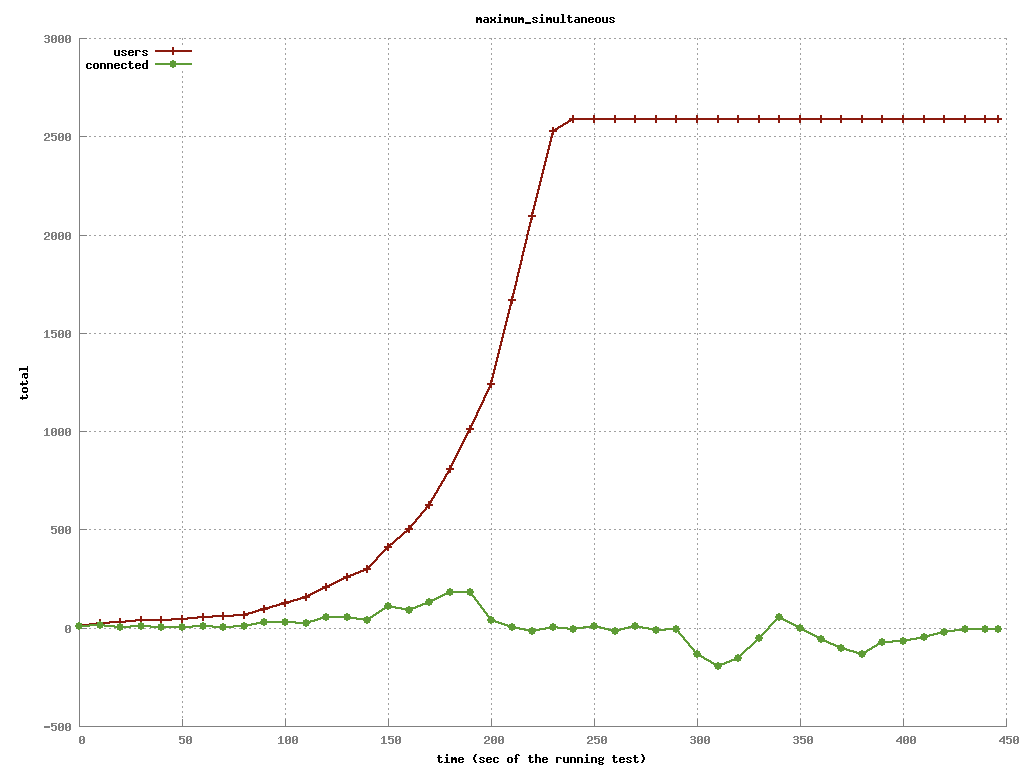 maximum_simultaneous
3000
users
connected
2500
2000
1500
total
1000
500
0
-500
0 50 100 150 200 250 300 350 400 450
time (sec of the running test)